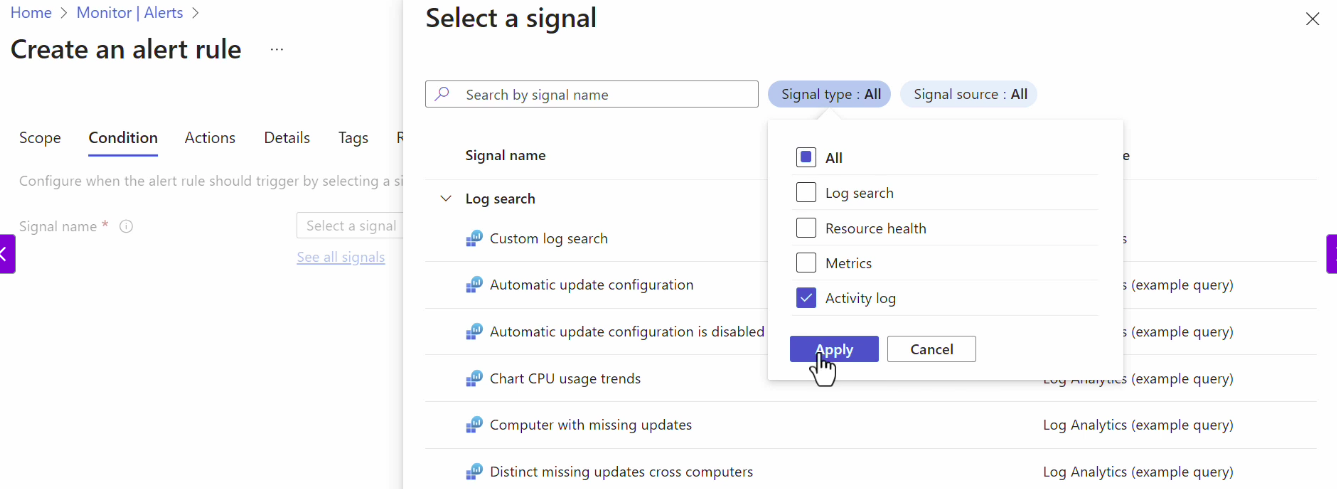 Home > Monitor | Alerts >
Create an alert rule ...
Scope Condition Actions Details Tags R
Configure when the alert rule should trigger by selecting a si
Signal name *
Select a signal
See all signals
Select a signal
Search by signal name
Signal type : All
Signal source : All
Signal name
All
Log search
Resource health
Metrics
Activity log
Apply
Cancel
Log search
Custom log search
Automatic update configuration
(example query)
Automatic update configuration is disabled
(example query)
Chart CPU usage trends
Log Analytics (example query)
Computer with missing updates
Log Analytics (example query)
Distinct missing updates cross computers
Log Analytics (example query)